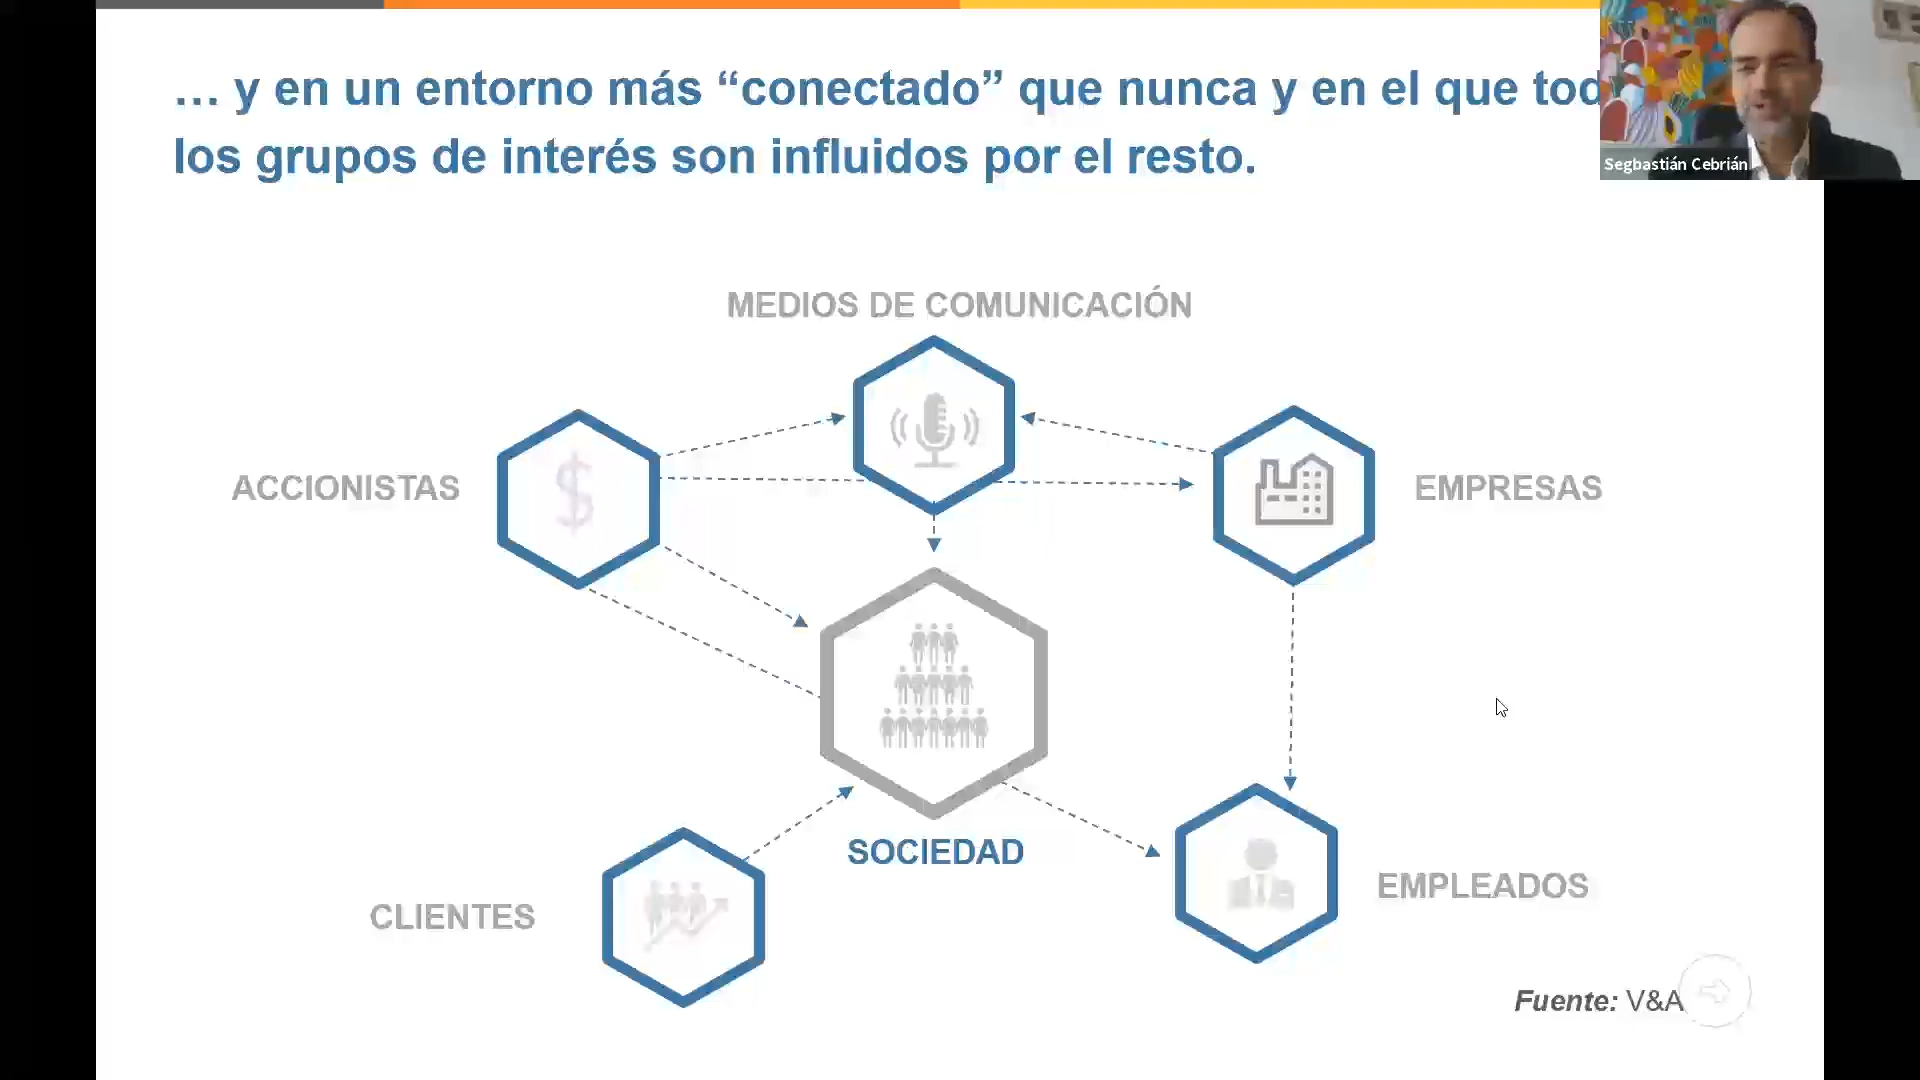 … y en un entorno más “conectado” que nunca y en el que tod
los grupos de interés son influidos por el resto.
Segbastián Cebrián
MEDIOS DE COMUNICACIÓN
ACCIONISTAS
EMPRESAS
SOCIEDAD
CLIENTES
EMPLEADOS
Fuente: V&A